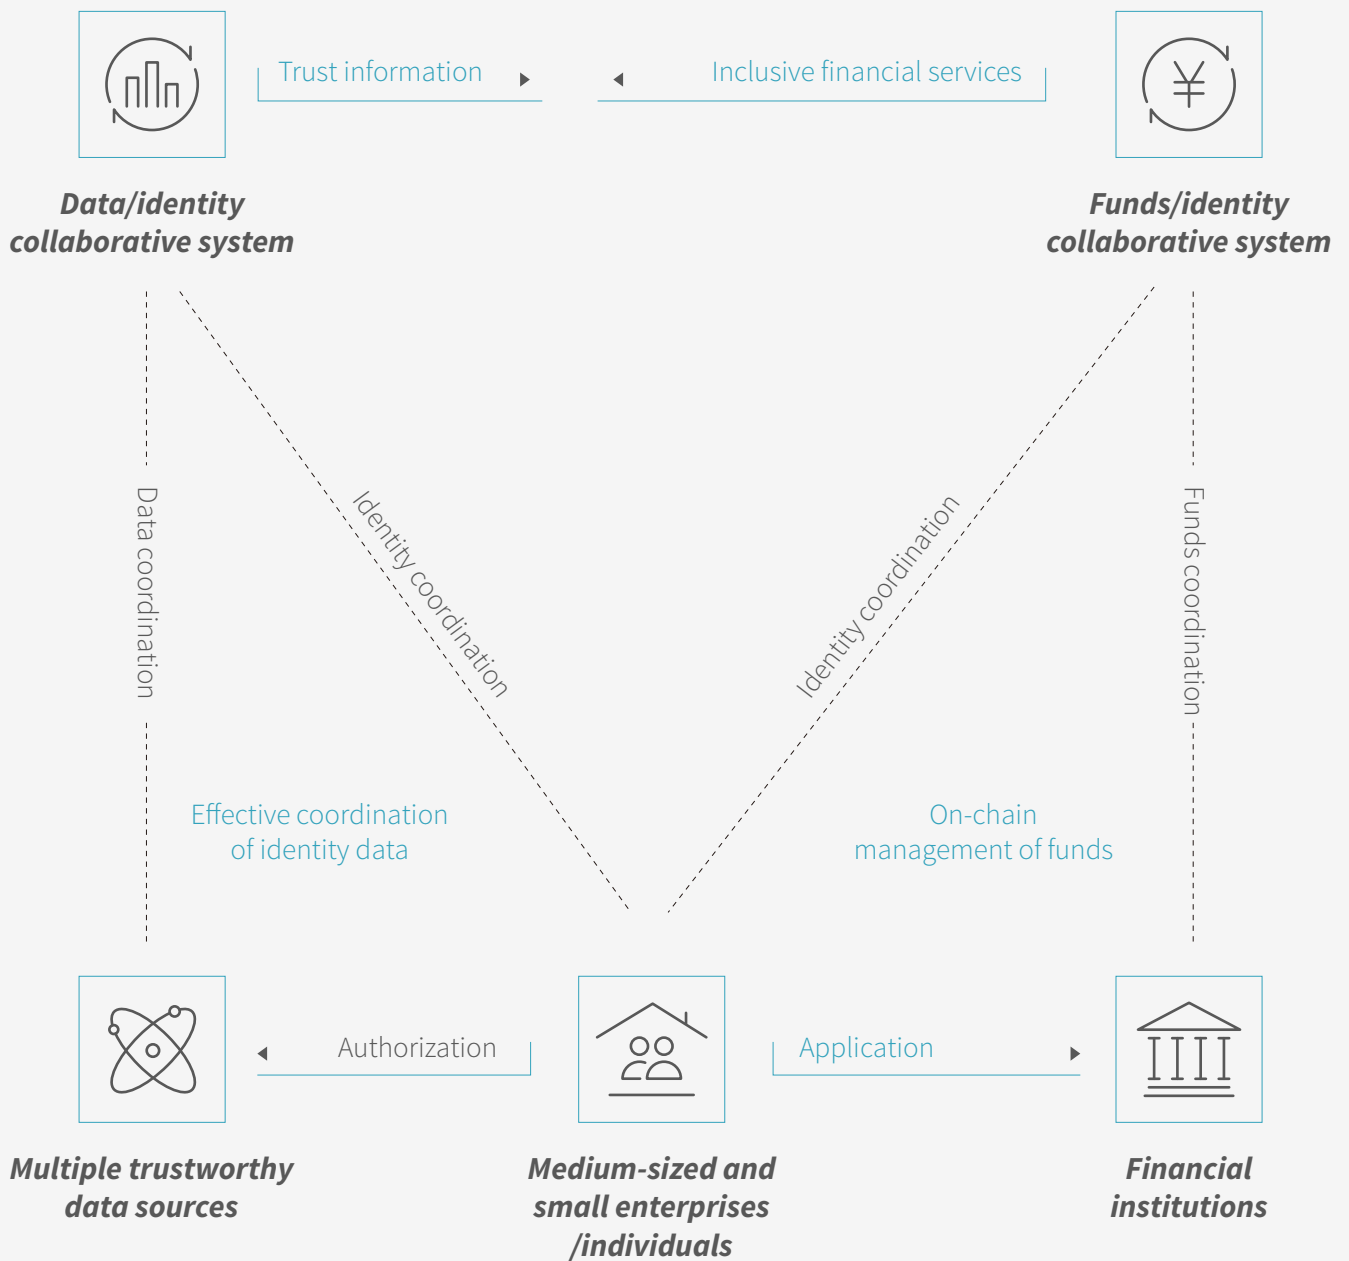 Trust information
Inclusive financial services
Data/identity
collaborative system
Funds/identity
collaborative system
Data coordination
Identity coordination
Identity coordination
Funds coordination
Effective coordination
of identity data
On-chain
management of funds
Authorization
Application
Multiple trustworthy
data sources
Medium-sized and
small enterprises
/individuals
Financial
institutions